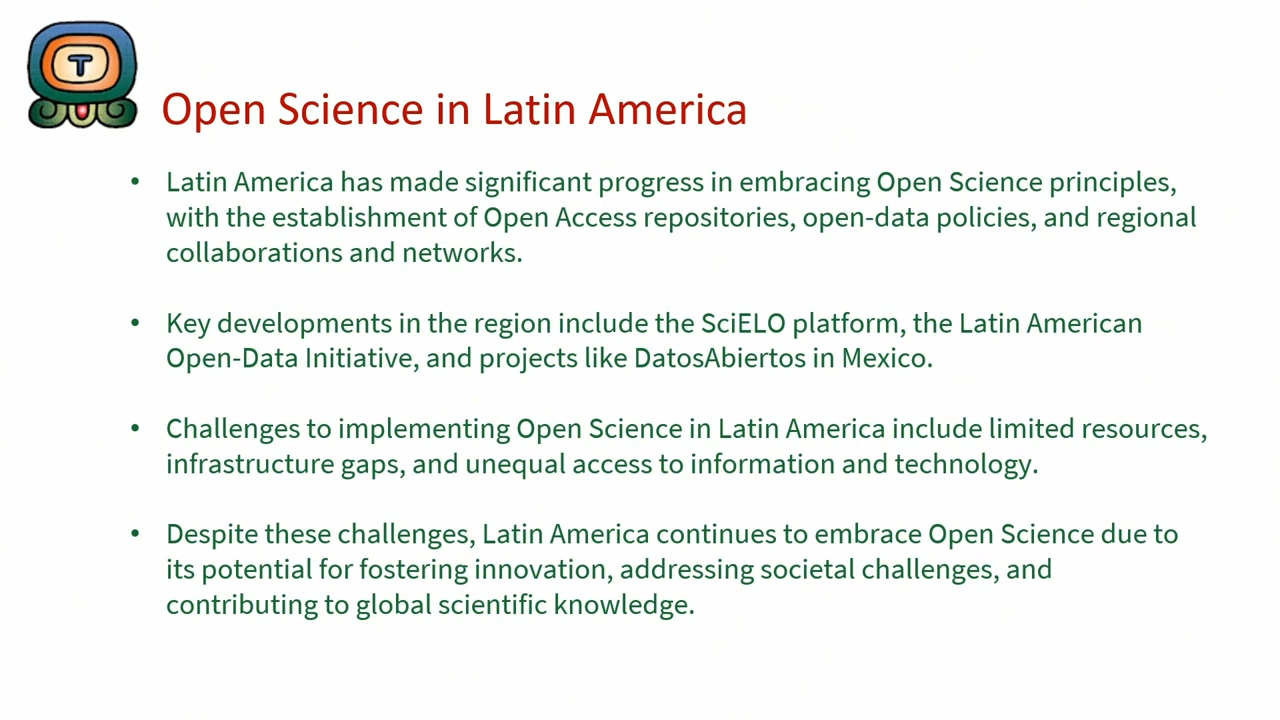 Open Science in Latin America
• Latin America has made significant progress in embracing Open Science principles,
with the establishment of Open Access repositories, open-data policies, and regional
collaborations and networks.
• Key developments in the region include the SciELO platform, the Latin American
Open-Data Initiative, and projects like DatosAbiertos in Mexico.
• Challenges to implementing Open Science in Latin America include limited resources,
infrastructure gaps, and unequal access to information and technology.
• Despite these challenges, Latin America continues to embrace Open Science due to
its potential for fostering innovation, addressing societal challenges, and
contributing to global scientific knowledge.